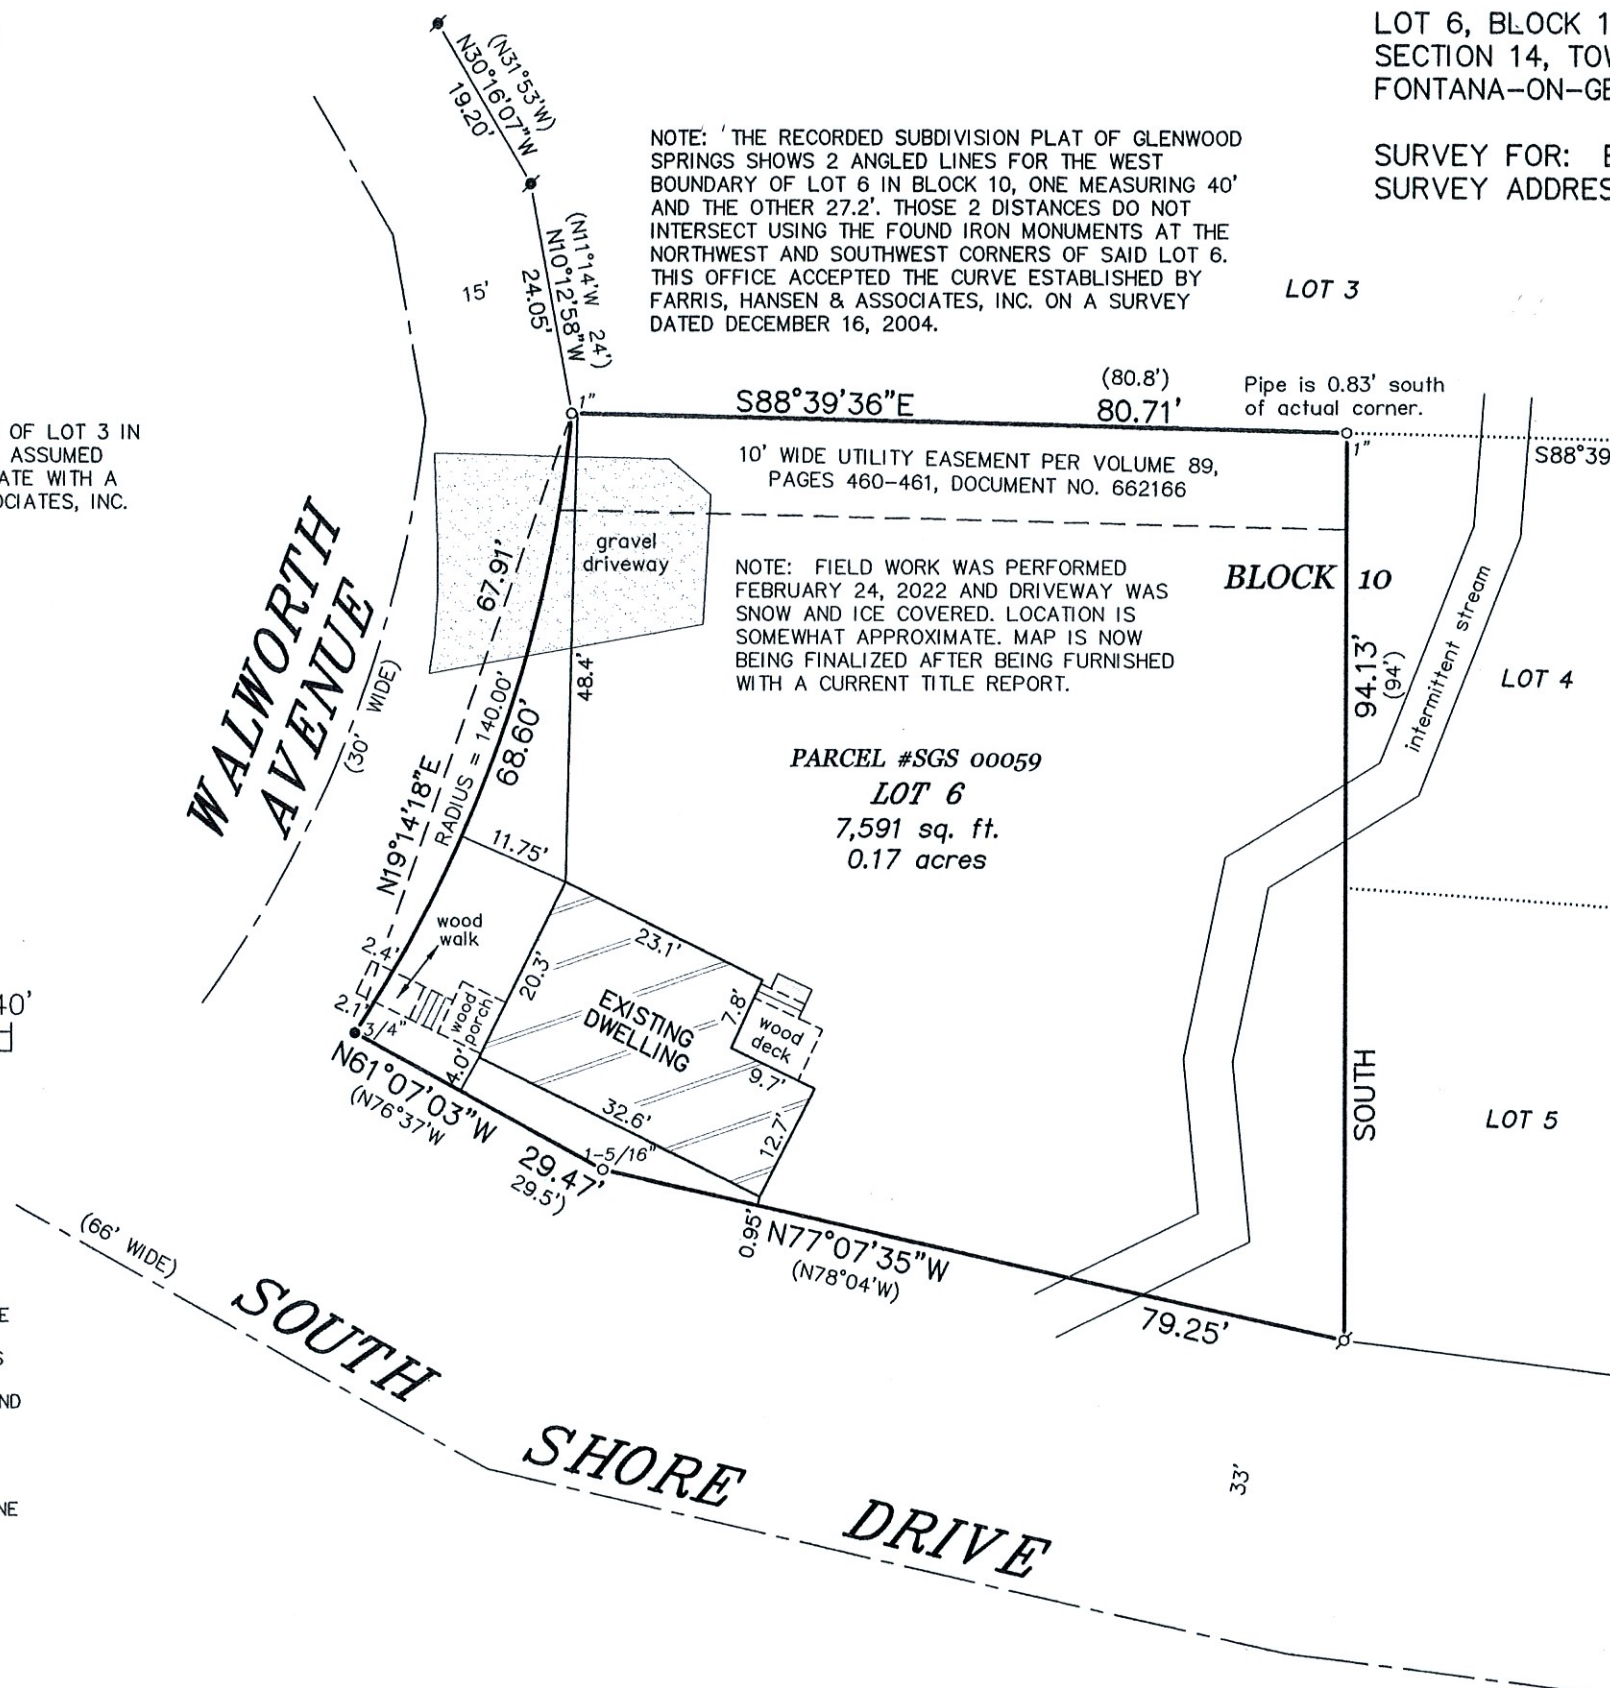 LOT 6, BLOCK 1
SECTION 14, TOW
FONTANA-ON-GE
SURVEY FOR:
SURVEY ADDRES
(N31°53'W)
N30°16'07"W
19.20'
NOTE: THE RECORDED SUBDIVISION PLAT OF GLENWOOD
SPRINGS SHOWS 2 ANGLED LINES FOR THE WEST
BOUNDARY OF LOT 6 IN BLOCK 10, ONE MEASURING 40'
AND THE OTHER 27.2'. THOSE 2 DISTANCES DO NOT
INTERSECT USING THE FOUND IRON MONUMENTS AT THE
NORTHWEST AND SOUTHWEST CORNERS OF SAID LOT 6.
THIS OFFICE ACCEPTED THE CURVE ESTABLISHED BY
FARRIS, HANSEN & ASSOCIATES, INC. ON A SURVEY
DATED DECEMBER 16, 2004.
(N11°14'W 24')
N10°12'58"W
24.05'
15'
LOT 3
1"
S88°39'36"E
(80.8')
80.71'
Pipe is 0.83' south
of actual corner.
1"
S88°39
OF LOT 3 IN
ASSUMED
ATE WITH A
OCIATES, INC.
10' WIDE UTILITY EASEMENT PER VOLUME 89,
PAGES 460-461, DOCUMENT NO. 662166
gravel
driveway
67.91'
NOTE: FIELD WORK WAS PERFORMED
FEBRUARY 24, 2022 AND DRIVEWAY WAS
SNOW AND ICE COVERED. LOCATION IS
SOMEWHAT APPROXIMATE. MAP IS NOW
BEING FINALIZED AFTER BEING FURNISHED
WITH A CURRENT TITLE REPORT.
BLOCK 10
WALWORTH
AVENUE
(30' WIDE)
48.4'
94.13'
(94')
intermittent stream
LOT 4
N19°14'18"E
RADIUS = 140.00'
68.60'
PARCEL #SGS 00059
LOT 6
7,591 sq. ft.
0.17 acres
11.75'
wood
walk
2.4'
2.1'
3/4"
wood
porch
20.3'
23.1'
EXISTING
DWELLING
7.8'
wood
deck
9.7'
12.7'
32.6'
4.0'
40'
N61°07'03"W
(N76°37'W
29.47'
29.5')
1-5/16"
0.95'
N77°07'35"W
(N78°04'W)
79.25'
SOUTH
LOT 5
(66' WIDE)
SOUTH SHORE DRIVE
33'
E
S
ND
NE